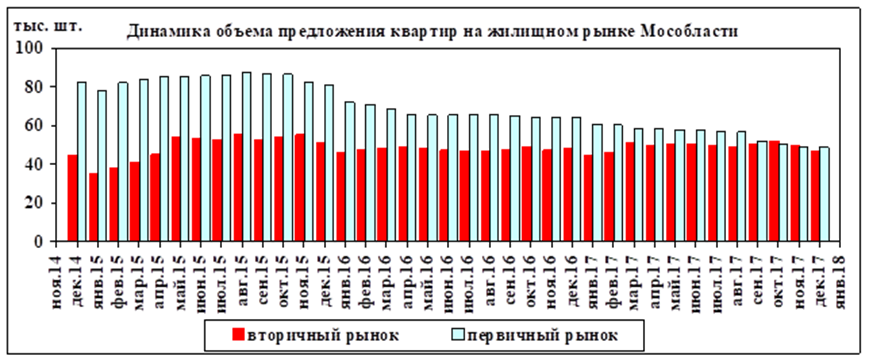 тыс. шт.
Динамика объема предложения квартир на жилищном рынке Мособласти
100
80
60
40
20
0
ноя.14
дек.14
янв.15
фев.15
мар.15
апр.15
май.15
июн.15
июл.15
авг.15
сен.15
окт.15
ноя.15
дек.15
янв.16
фев.16
мар.16
апр.16
май.16
июн.16
июл.16
авг.16
сен.16
окт.16
ноя.16
дек.16
янв.17
фев.17
мар.17
апр.17
май.17
июн.17
июл.17
авг.17
сен.17
окт.17
ноя.17
дек.17
янв.18
вторичный рынок
первичный рынок